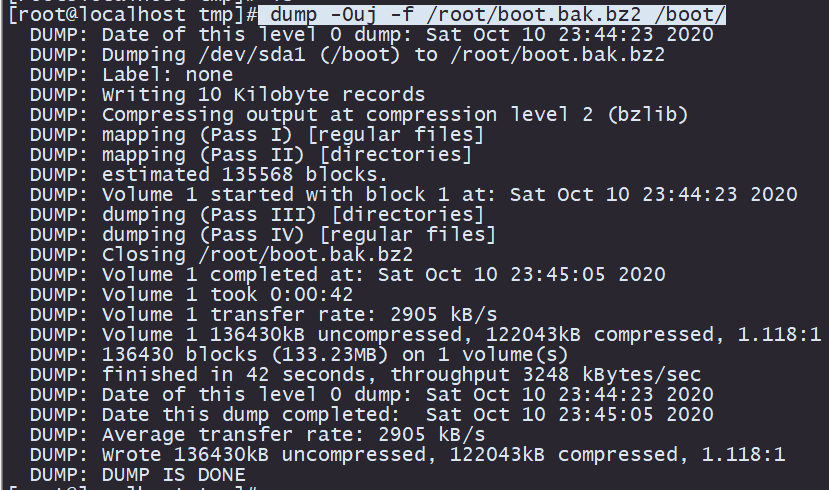 [root@localhost tmp]# dump -0uj -f /root/boot.bak.bz2 /boot/
DUMP: Date of this level 0 dump: Sat Oct 10 23:44:23 2020
DUMP: Dumping /dev/sda1 (/boot) to /root/boot.bak.bz2
DUMP: Label: none
DUMP: Writing 10 Kilobyte records
DUMP: Compressing output at compression level 2 (bzlib)
DUMP: mapping (Pass I) [regular files]
DUMP: mapping (Pass II) [directories]
DUMP: estimated 135568 blocks.
DUMP: Volume 1 started with block 1 at: Sat Oct 10 23:44:23 2020
DUMP: dumping (Pass III) [directories]
DUMP: dumping (Pass IV) [regular files]
DUMP: Closing /root/boot.bak.bz2
DUMP: Volume 1 completed at: Sat Oct 10 23:45:05 2020
DUMP: Volume 1 took 0:00:42
DUMP: Volume 1 transfer rate: 2905 kB/s
DUMP: Volume 1 136430kB uncompressed, 122043kB compressed, 1.118:1
DUMP: 136430 blocks (133.23MB) on 1 volume(s)
DUMP: finished in 42 seconds, throughput 3248 kBytes/sec
DUMP: Date of this level 0 dump: Sat Oct 10 23:44:23 2020
DUMP: Date this dump completed:  Sat Oct 10 23:45:05 2020
DUMP: Average transfer rate: 2905 kB/s
DUMP: Wrote 136430kB uncompressed, 122043kB compressed, 1.118:1
DUMP: DUMP IS DONE